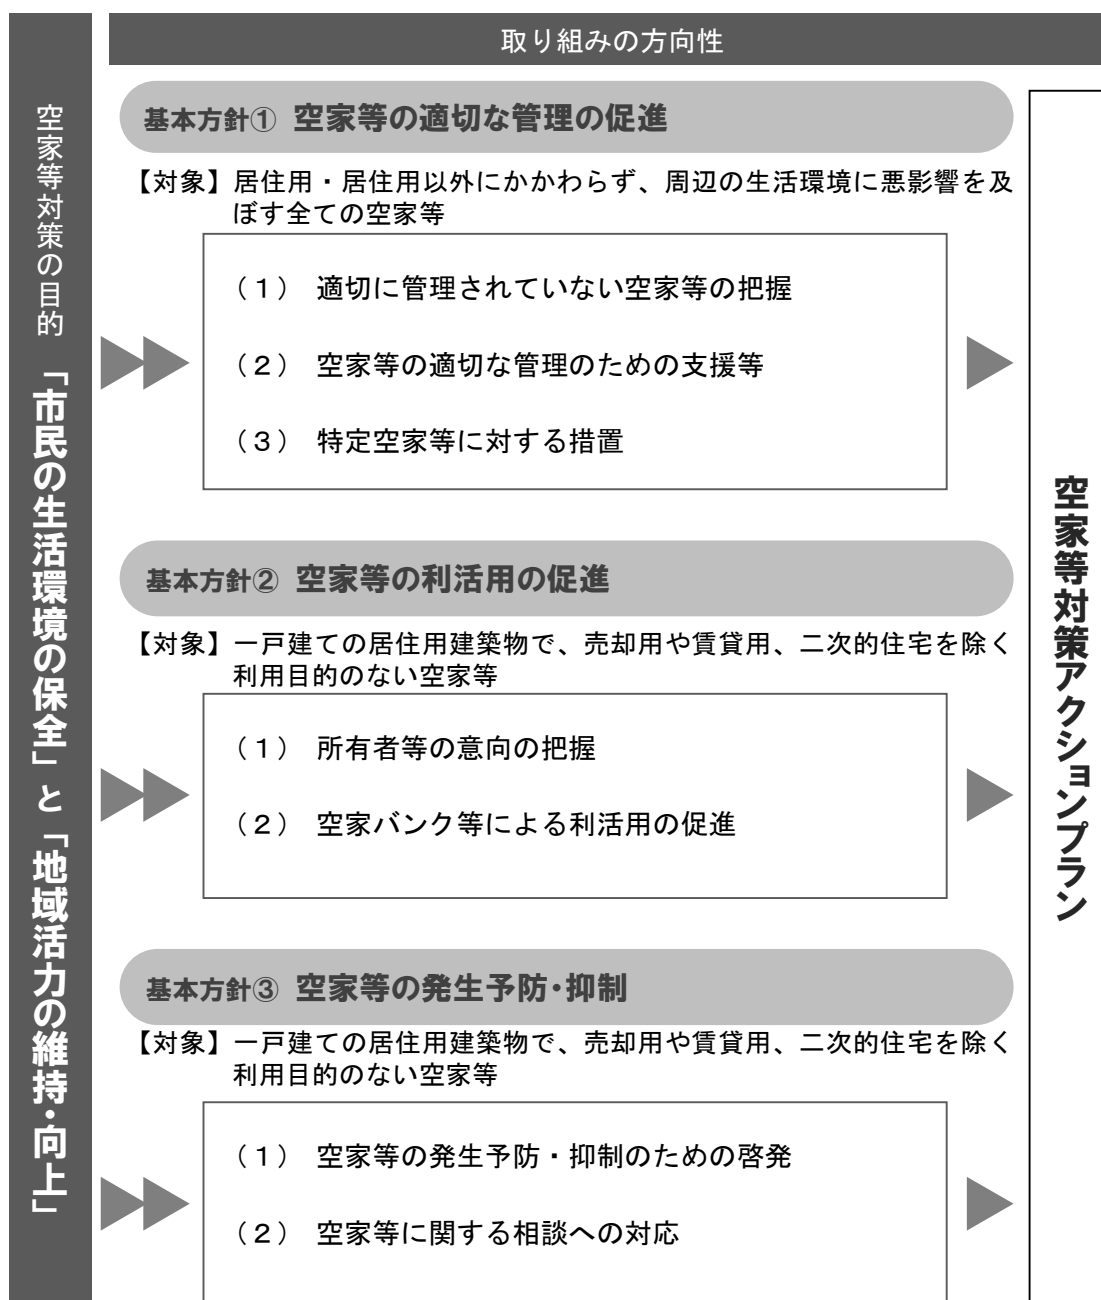 取り組みの方向性
空家等対策の目的 「市民の生活環境の保全」と「地域活力の維持・向上」
基本方針① 空家等の適切な管理の促進
【対象】居住用・居住用以外にかかわらず、周辺の生活環境に悪影響を及
ぼす全ての空家等
（１） 適切に管理されていない空家等の把握
（２） 空家等の適切な管理のための支援等
（３） 特定空家等に対する措置
基本方針② 空家等の利活用の促進
【対象】一戸建ての居住用建築物で、売却用や賃貸用、二次的住宅を除く
利用目的のない空家等
（１） 所有者等の意向の把握
（２） 空家バンク等による利活用の促進
基本方針③ 空家等の発生予防・抑制
【対象】一戸建ての居住用建築物で、売却用や賃貸用、二次的住宅を除く
利用目的のない空家等
（１） 空家等の発生予防・抑制のための啓発
（２） 空家等に関する相談への対応
空家等対策アクションプラン